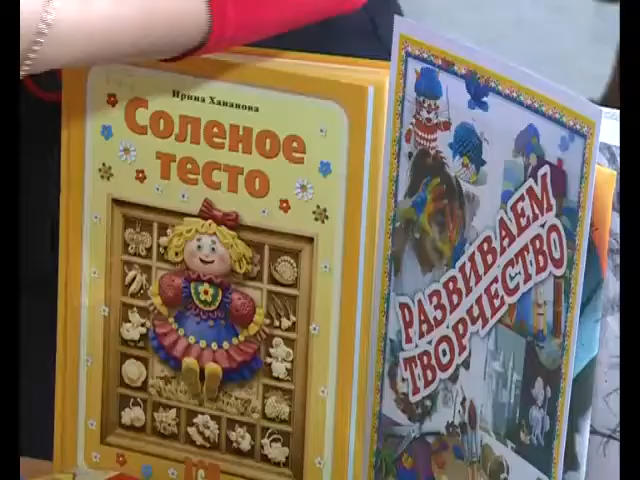 Ирина Хананова
Соленое
тесто
РАЗВИВАЕМ
ТВОРЧЕСТВО